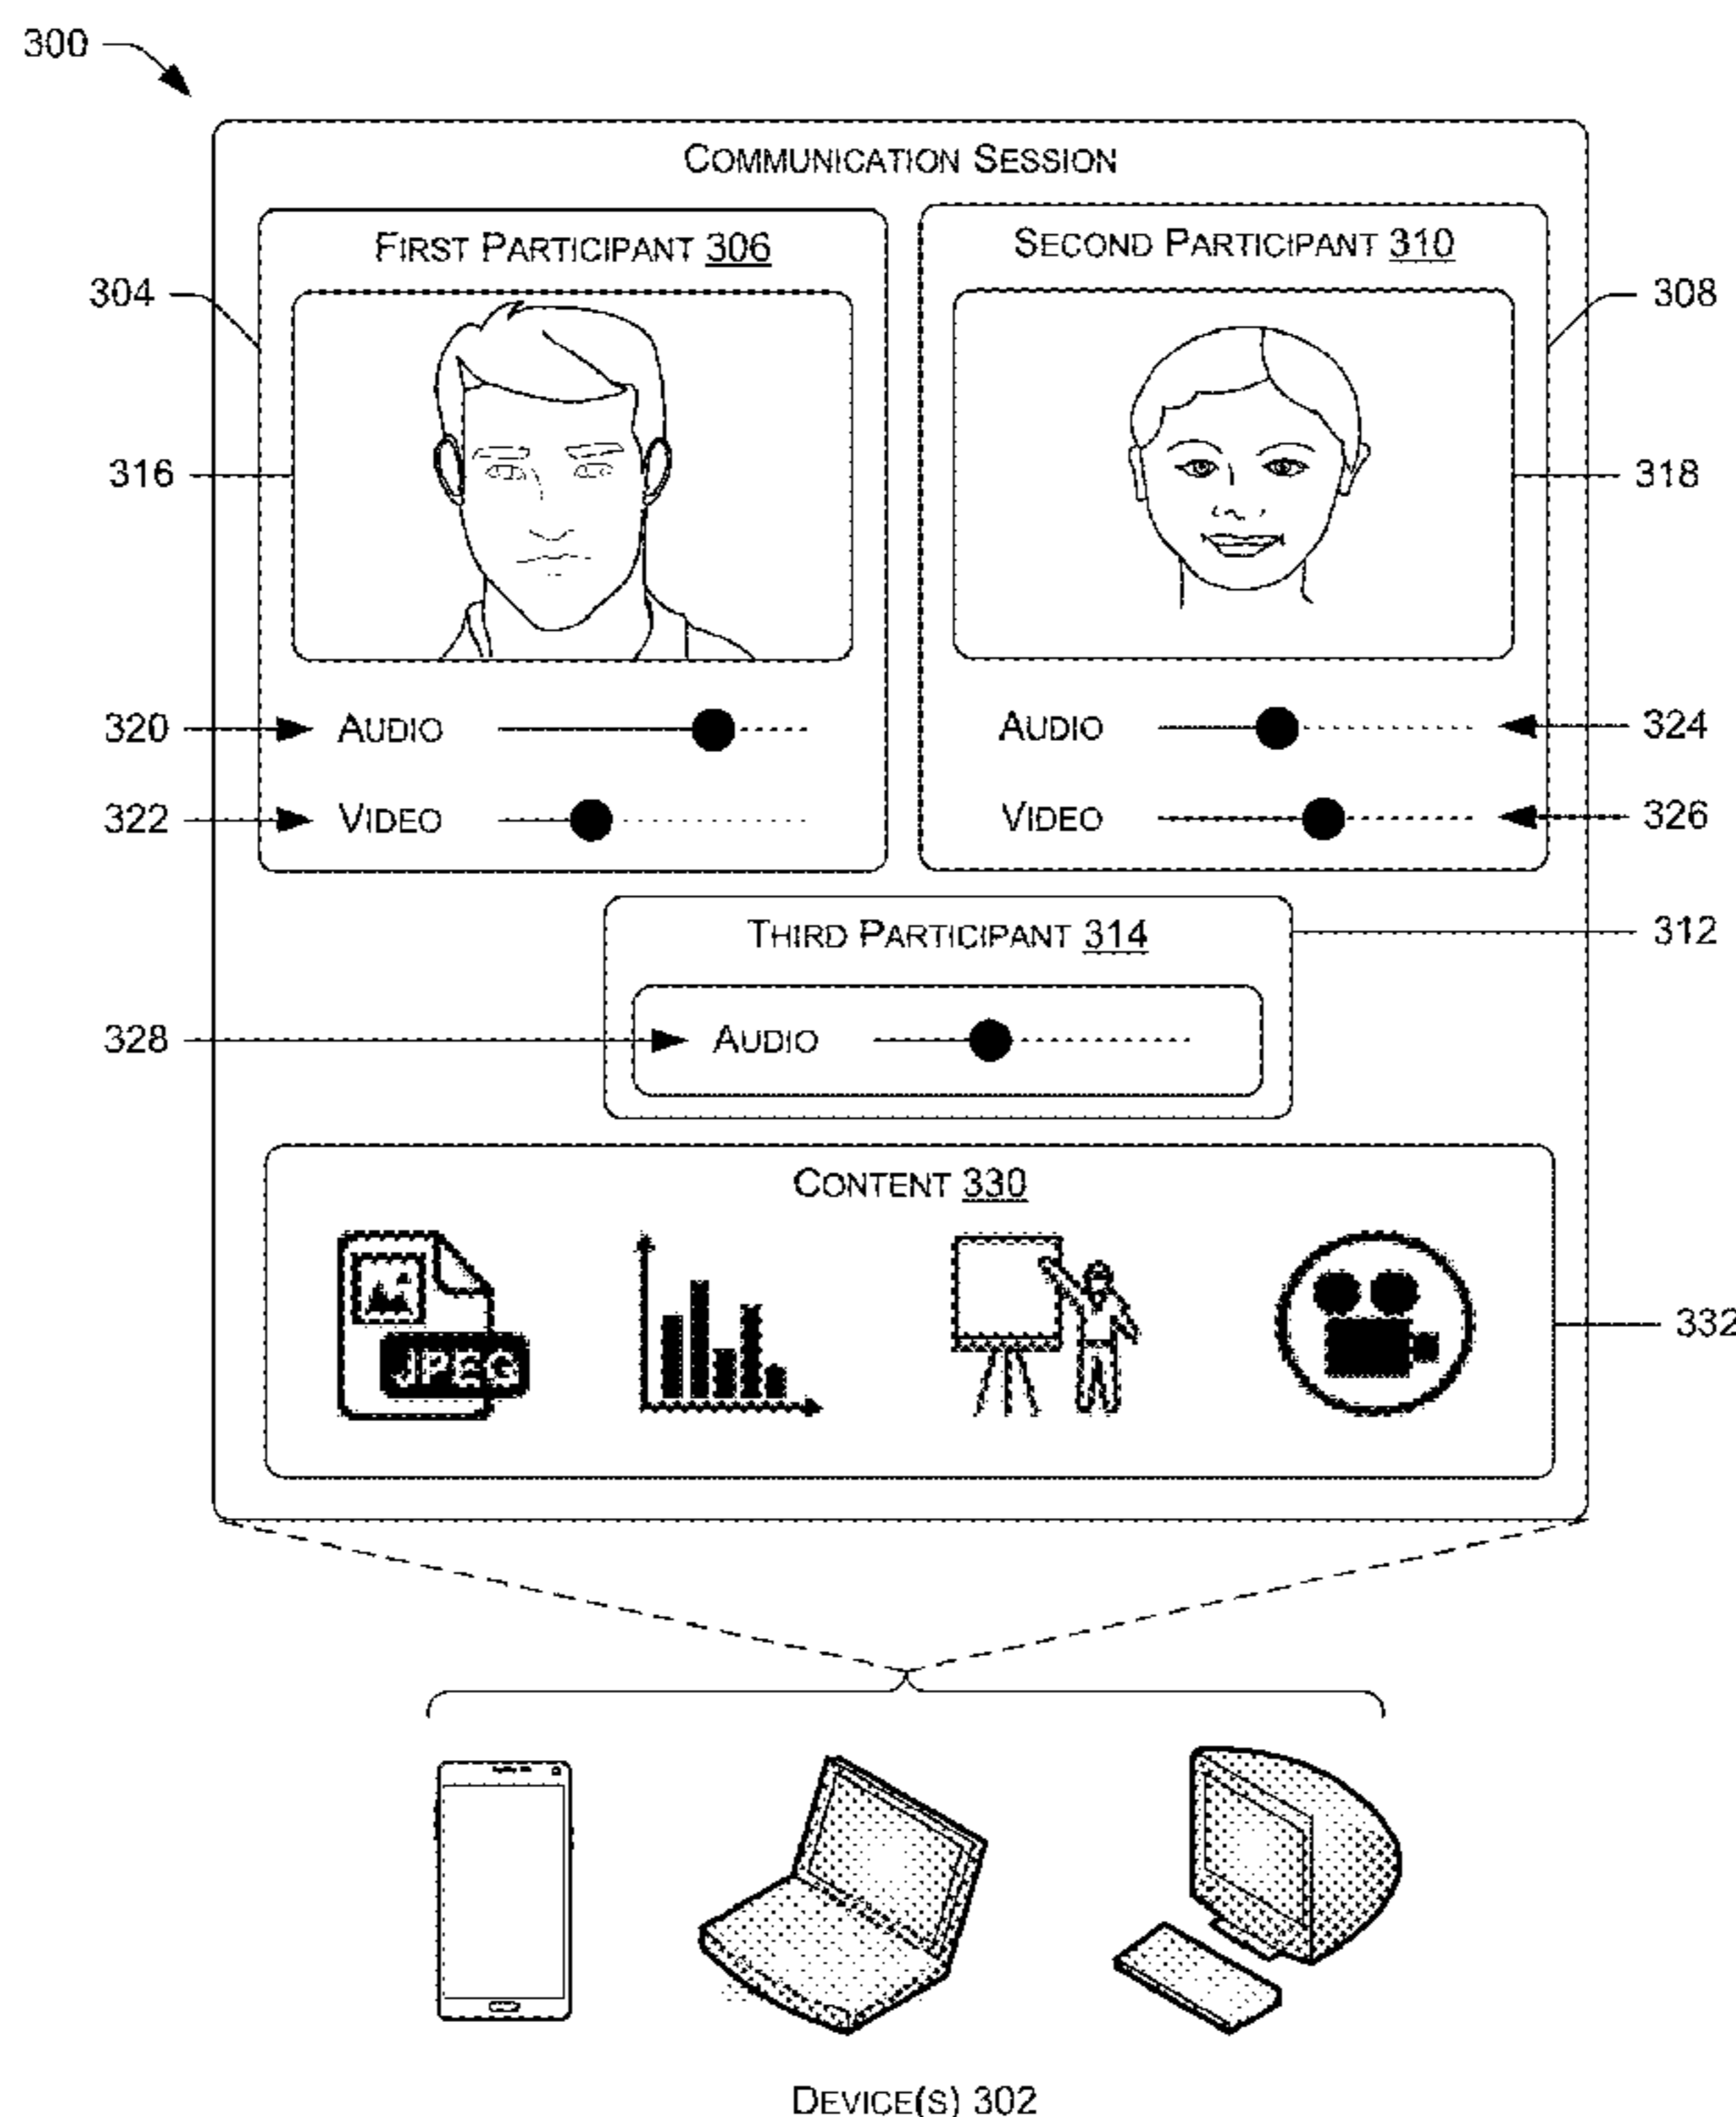 300
COMMUNICATION SESSION
FIRST PARTICIPANT 306
SECOND PARTICIPANT 310
304
308
316
318
320
AUDIO
AUDIO
324
322
VIDEO
VIDEO
326
THIRD PARTICIPANT 314
312
328
AUDIO
CONTENT 330
JPEG
332
DEVICE(S) 302